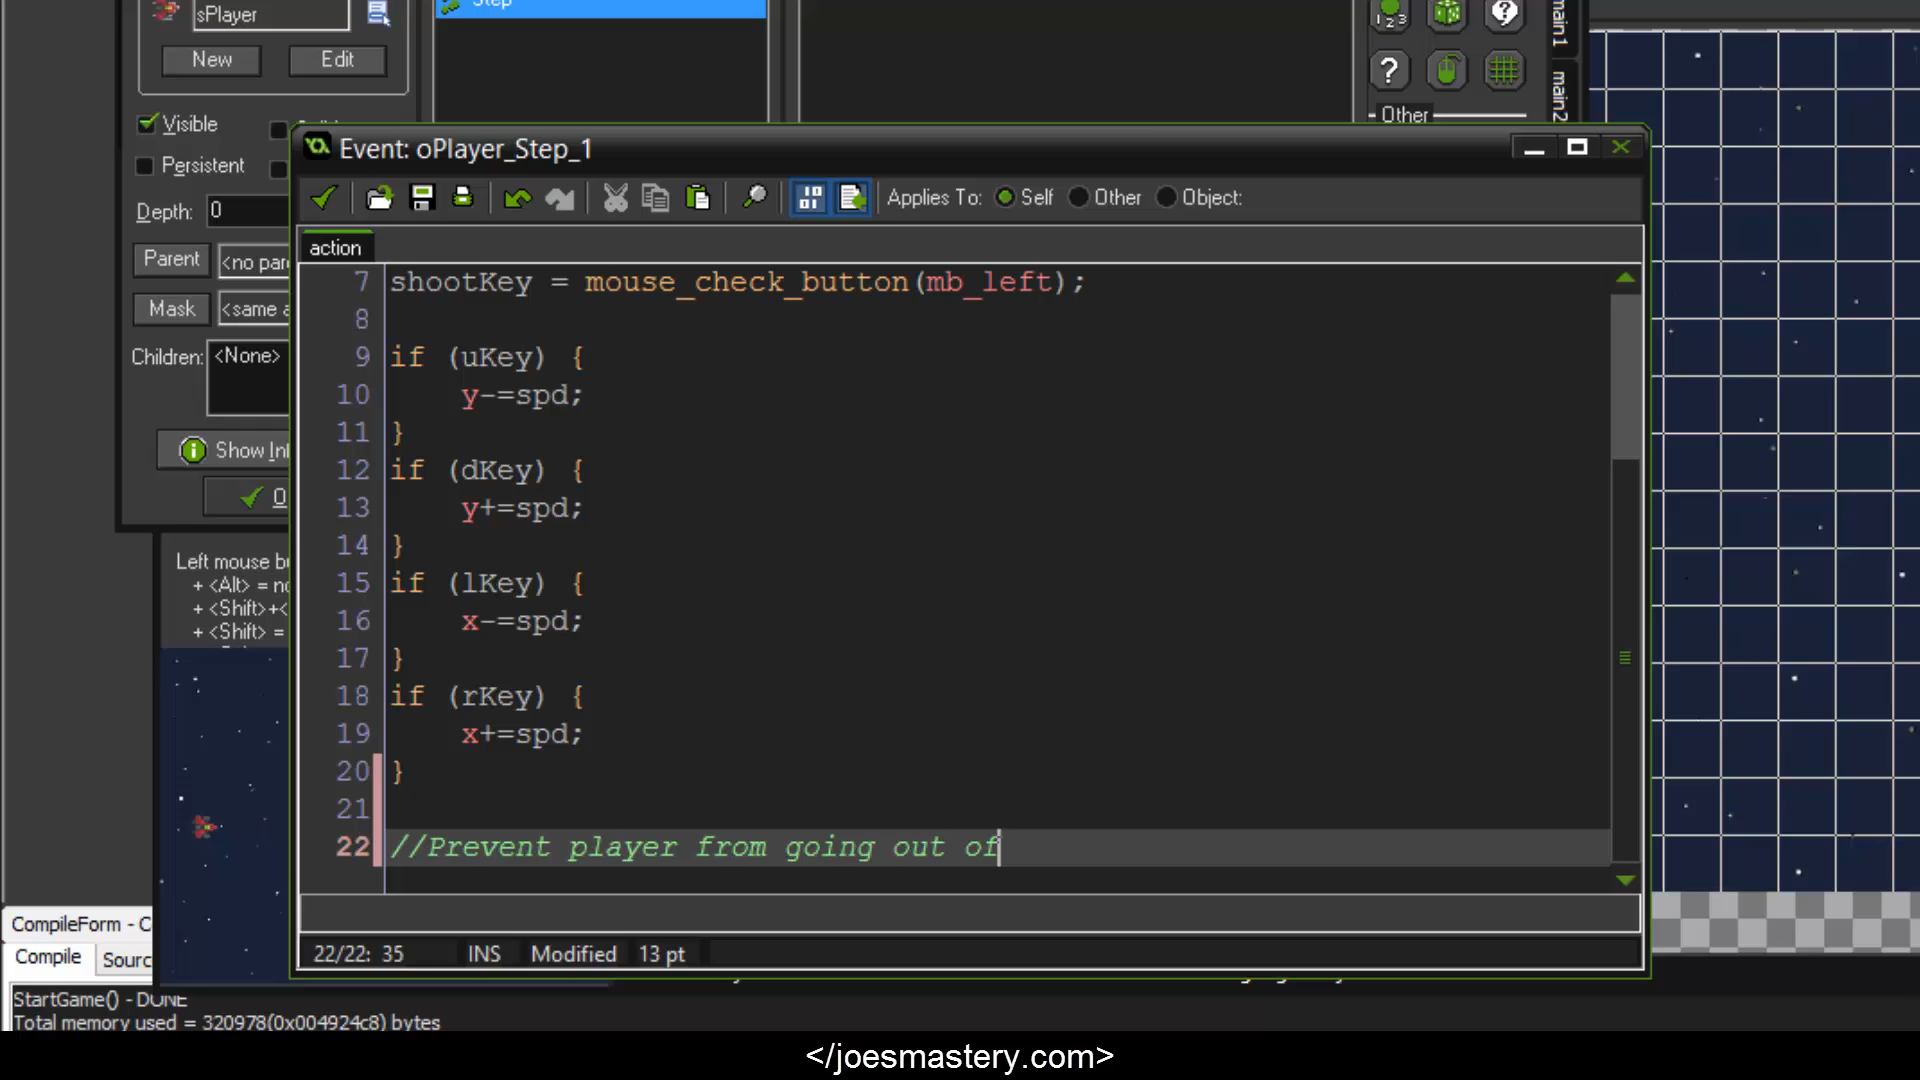 sPlayer
Step
New
Edit
Visible
Persistent
Depth: 0
Parent
<no par
Mask
<same a
Children:
<None>
Show In
O
Left mouse bu
+ <Alt> = no
+ <Shift>+<
+ <Shift> =
CompileForm - C
Compile
Sourc
StartGame() - DONE
Total memory used = 320978(0x004924c8) bytes
main1
main2
Other
Event: oPlayer_Step_1
Applies To: Self Other Object:
action
7 shootKey = mouse_check_button(mb_left);
8
9 if (uKey) {
10 y-=spd;
11 }
12 if (dKey) {
13 y+=spd;
14 }
15 if (lKey) {
16 x-=spd;
17 }
18 if (rKey) {
19 x+=spd;
20 }
21
22 //Prevent player from going out of
22/22: 35 INS Modified 13 pt
</joesmastery.com>